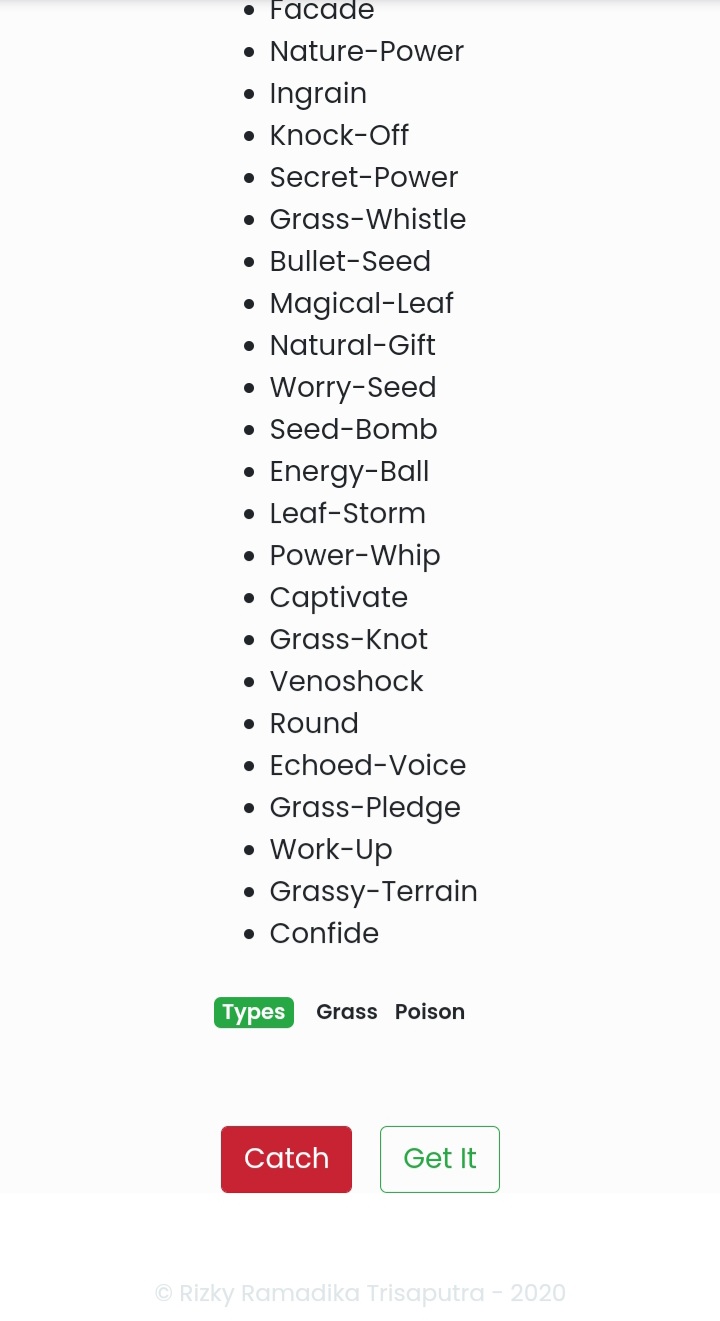 Facade
Nature-Power
Ingrain
Knock-Off
Secret-Power
Grass-Whistle
Bullet-Seed
Magical-Leaf
Natural-Gift
Worry-Seed
Seed-Bomb
Energy-Ball
Leaf-Storm
Power-Whip
Captivate
Grass-Knot
Venoshock
Round
Echoed-Voice
Grass-Pledge
Work-Up
Grassy-Terrain
Confide
Types Grass Poison
Catch Get It
© Rizky Ramadika Trisaputra - 2020